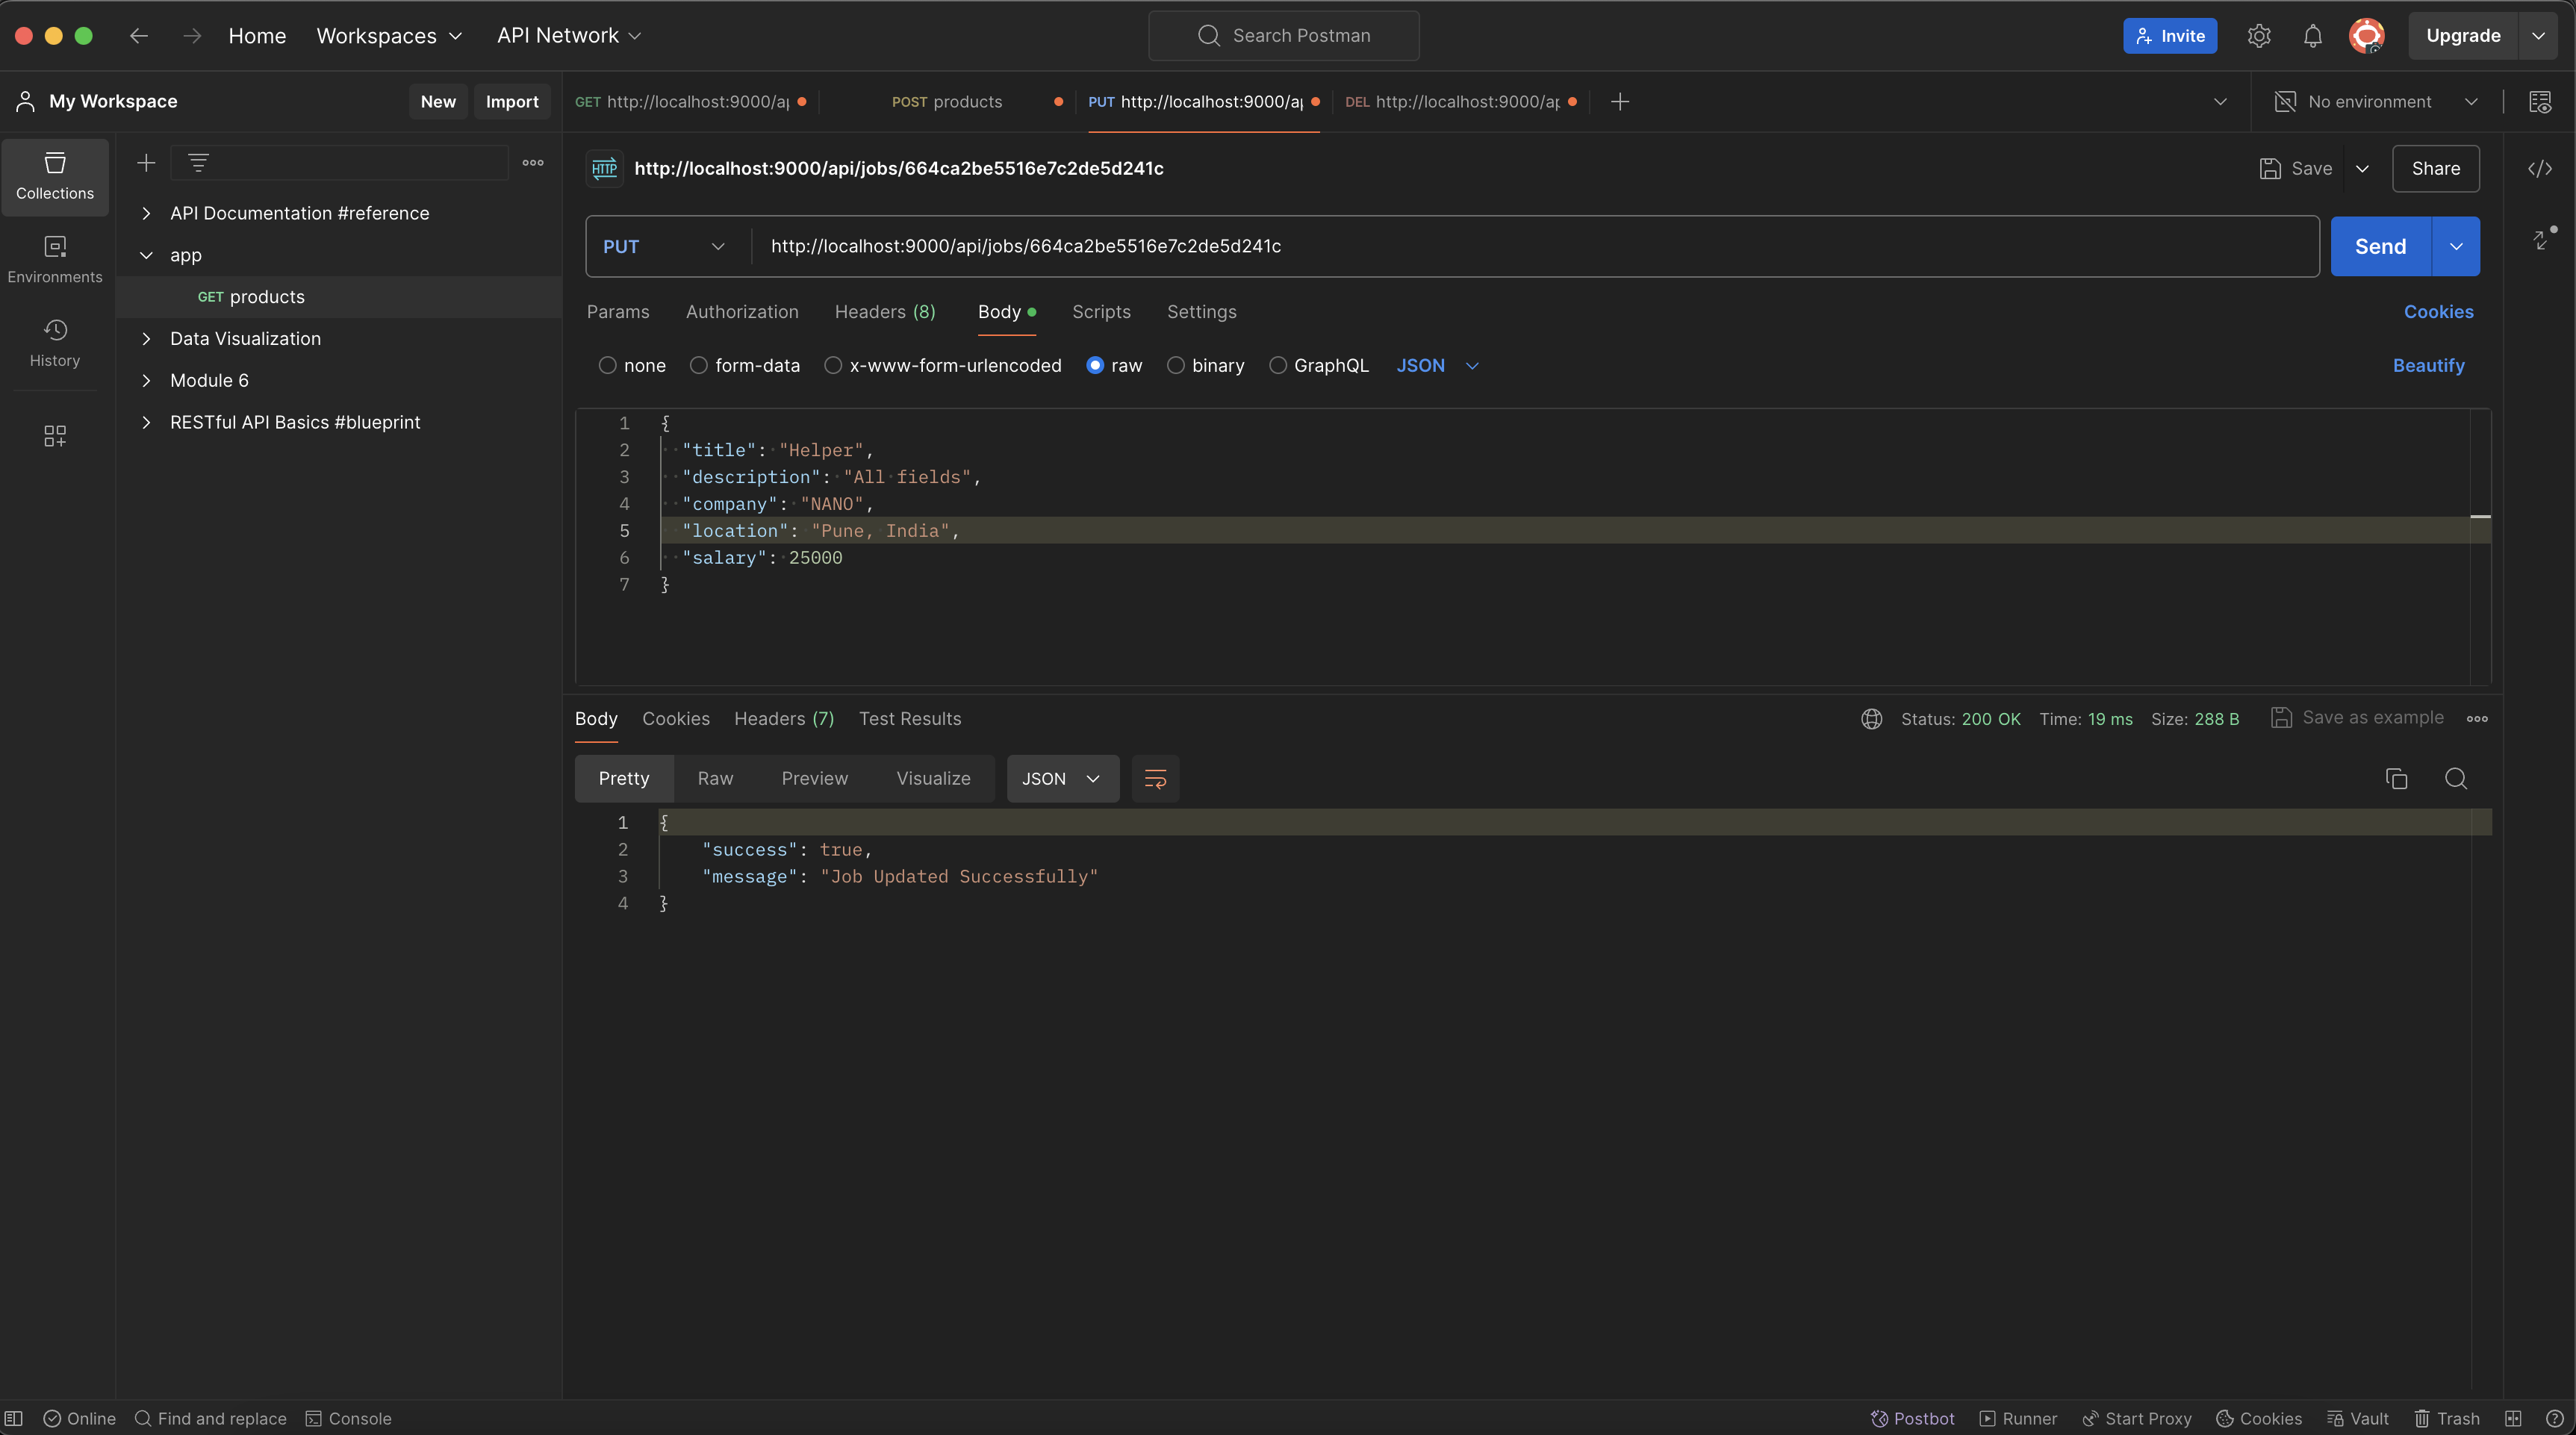 Home Workspaces API Network Search Postman Invite Upgrade
My Workspace New Import GET http://localhost:9000/a POST products PUT http://localhost:9000/a DEL http://localhost:9000/ap No environment
Collections
Environments
History
API Documentation #reference
app
GET products
Data Visualization
Module 6
RESTful API Basics #blueprint
HTTP http://localhost:9000/api/jobs/664ca2be5516e7c2de5d241c Save Share
PUT http://localhost:9000/api/jobs/664ca2be5516e7c2de5d241c Send
Params Authorization Headers (8) Body Scripts Settings Cookies
none form-data x-www-form-urlencoded raw binary GraphQL JSON Beautify
1 {
2 "title": "Helper",
3 "description": "All fields",
4 "company": "NANO",
5 "location": "Pune, India",
6 "salary": 25000
7 }
Body Cookies Headers (7) Test Results Status: 200 OK Time: 19 ms Size: 288 B Save as example
Pretty Raw Preview Visualize JSON
1 {
2 "success": true,
3 "message": "Job Updated Successfully"
4 }
Online Find and replace Console Postbot Runner Start Proxy Cookies Vault Trash